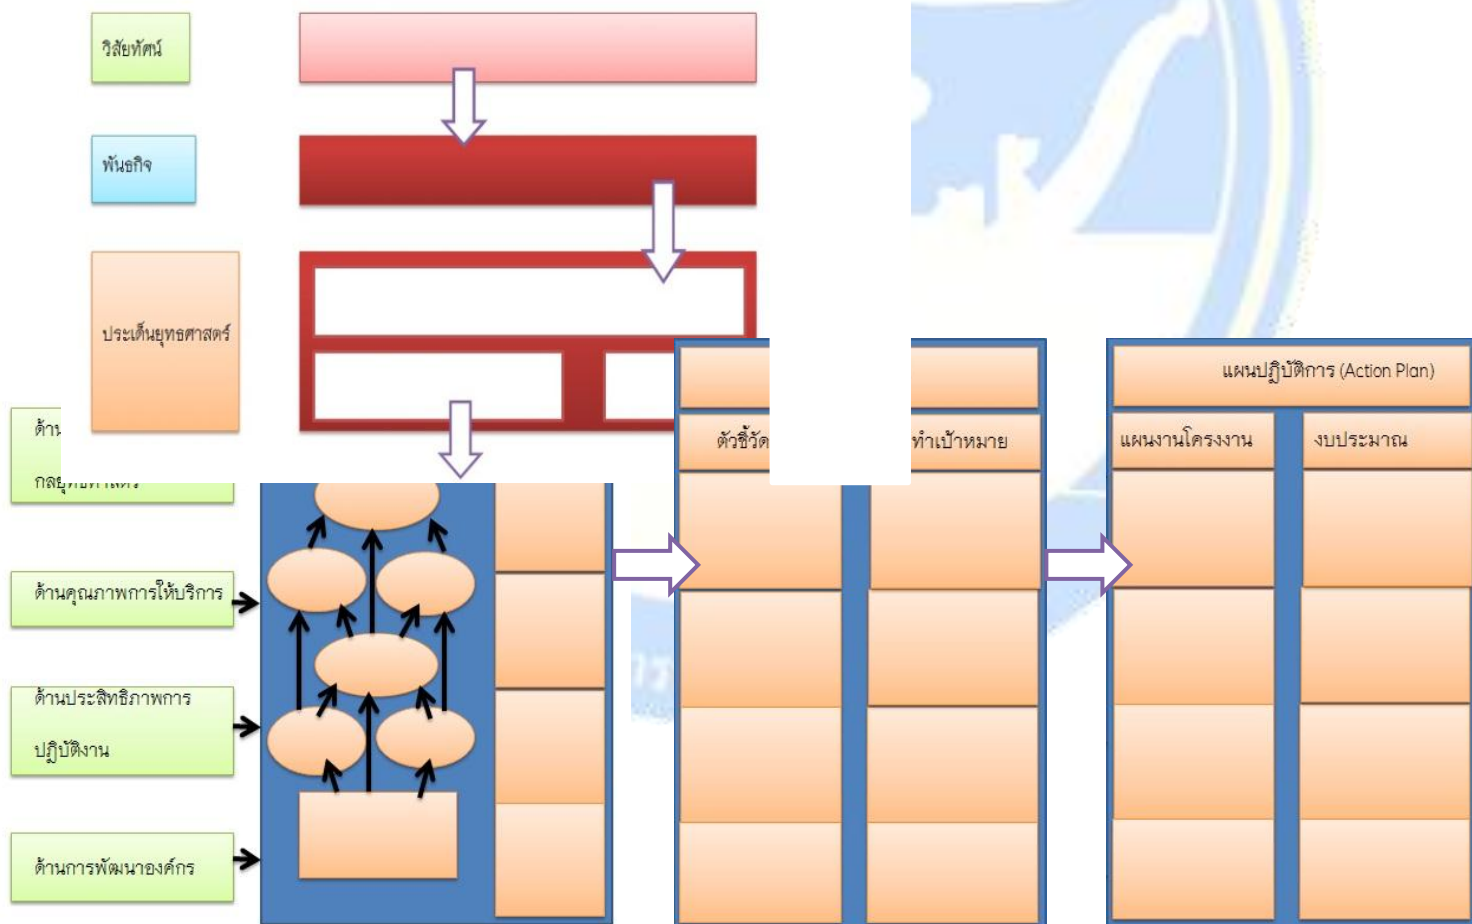 วิสัยทัศน์
พันธกิจ
ประเด็นยุทธศาสตร์
แผนปฏิบัติการ (Action Plan)
ด้าน
ตัวชี้วัด
ทำเป้าหมาย
แผนงานโครงงาน
งบประมาณ
ด้านคุณภาพการให้บริการ
ด้านประสิทธิภาพการ
ปฏิบัติงาน
ด้านการพัฒนาองค์กร